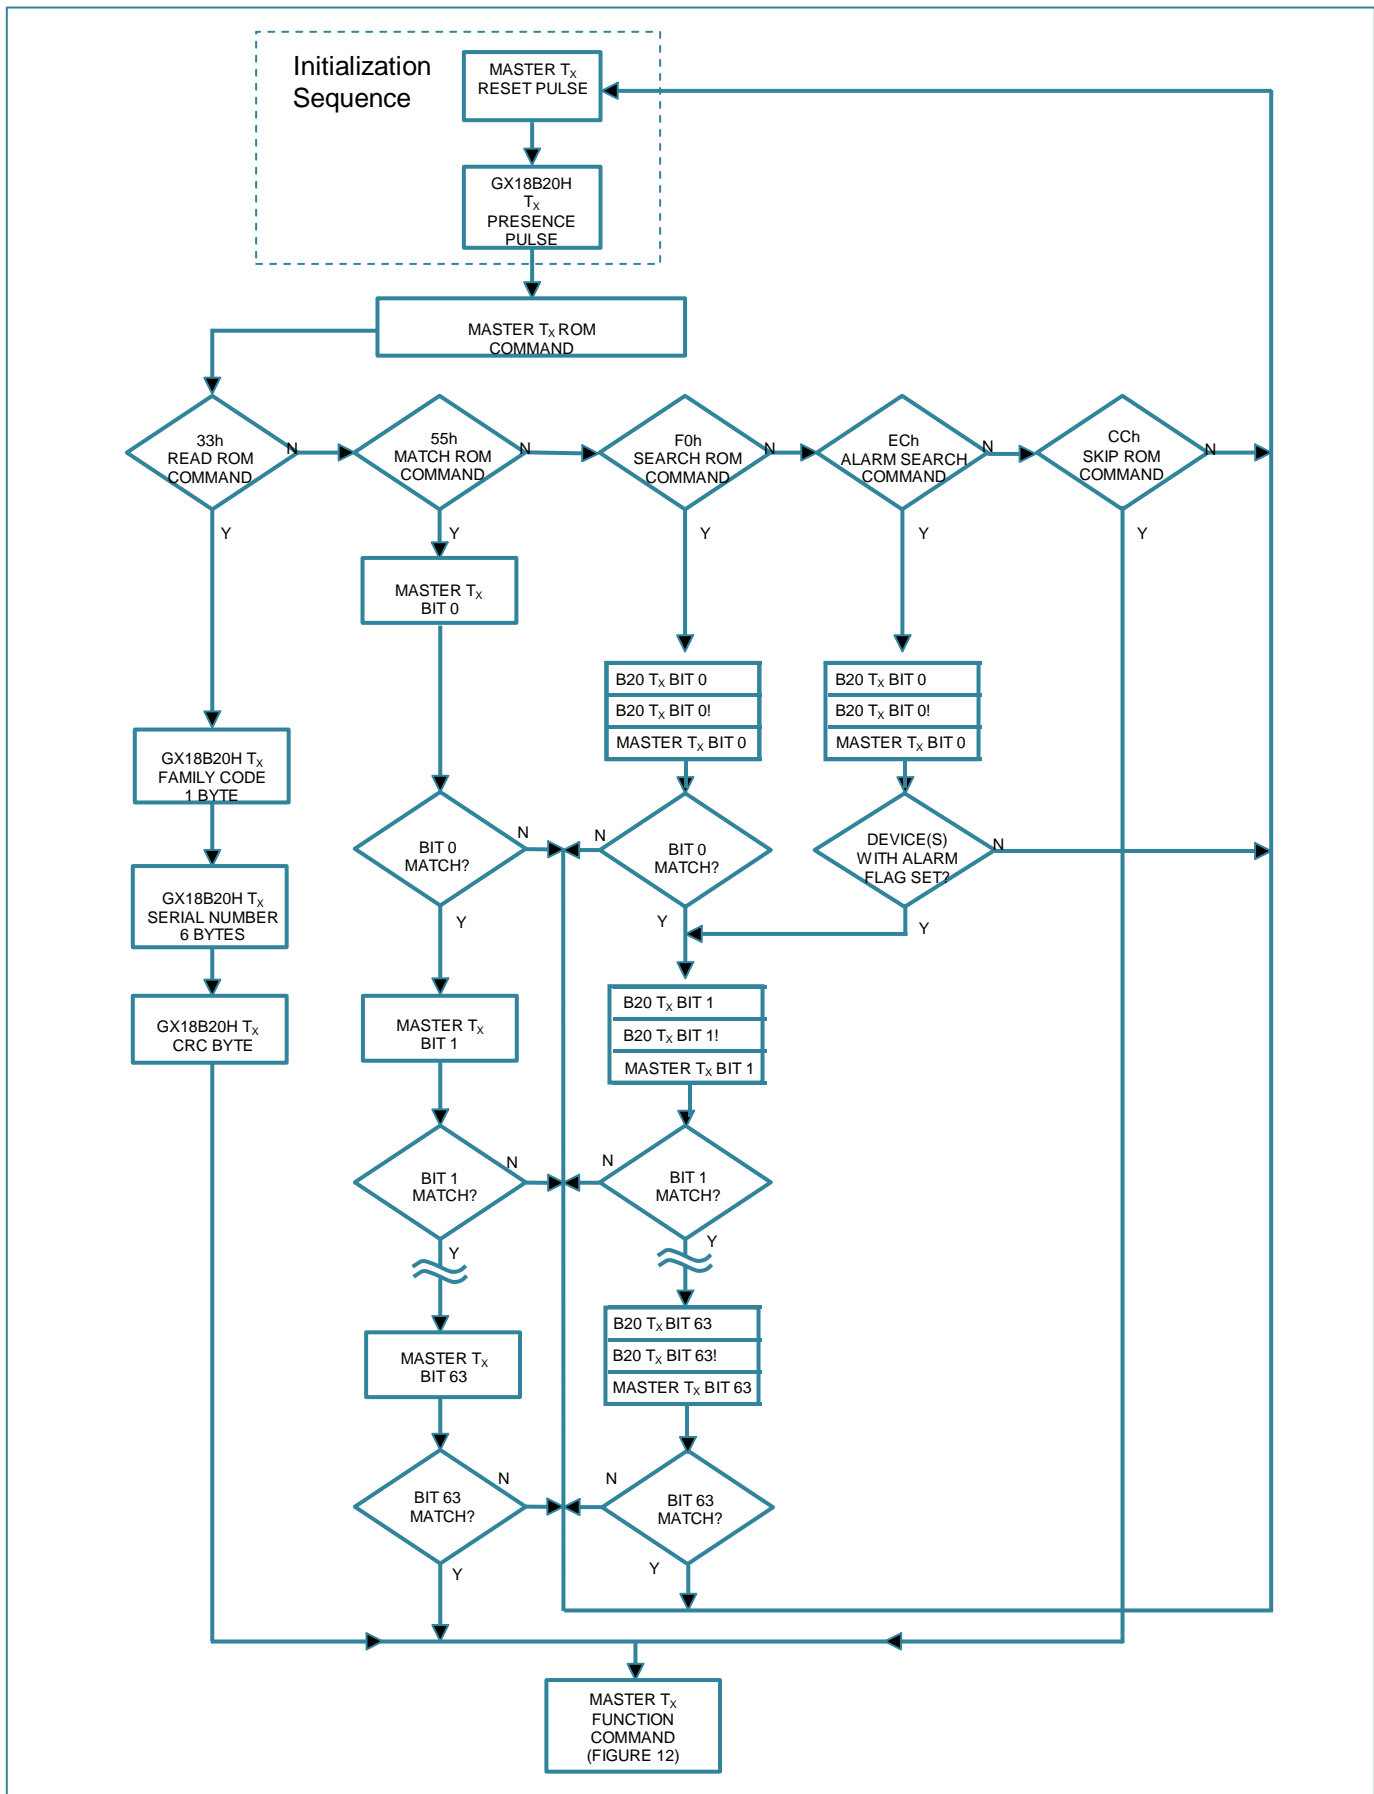 Initialization
Sequence
MASTER TX
RESET PULSE
GX18B20H
TX
PRESENCE
PULSE
MASTER TX ROM
COMMAND
33h
READ ROM
COMMAND
N
Y
55h
MATCH ROM
COMMAND
N
Y
F0h
SEARCH ROM
COMMAND
N
Y
ECh
ALARM SEARCH
COMMAND
N
Y
CCh
SKIP ROM
COMMAND
N
Y
MASTER TX
BIT 0
B20 TX BIT 0
B20 TX BIT 0!
MASTER TX BIT 0
B20 TX BIT 0
B20 TX BIT 0!
MASTER TX BIT 0
GX18B20H TX
FAMILY CODE
1 BYTE
BIT 0
MATCH?
N
Y
N
BIT 0
MATCH?
Y
DEVICE(S)
WITH ALARM
FLAG SET?
N
Y
GX18B20H TX
SERIAL NUMBER
6 BYTES
GX18B20H TX
CRC BYTE
MASTER TX
BIT 1
B20 TX BIT 1
B20 TX BIT 1!
MASTER TX BIT 1
BIT 1
MATCH?
N
Y
N
BIT 1
MATCH?
Y
MASTER TX
BIT 63
B20 TX BIT 63
B20 TX BIT 63!
MASTER TX BIT 63
BIT 63
MATCH?
N
Y
N
BIT 63
MATCH?
Y
MASTER TX
FUNCTION
COMMAND
(FIGURE 12)